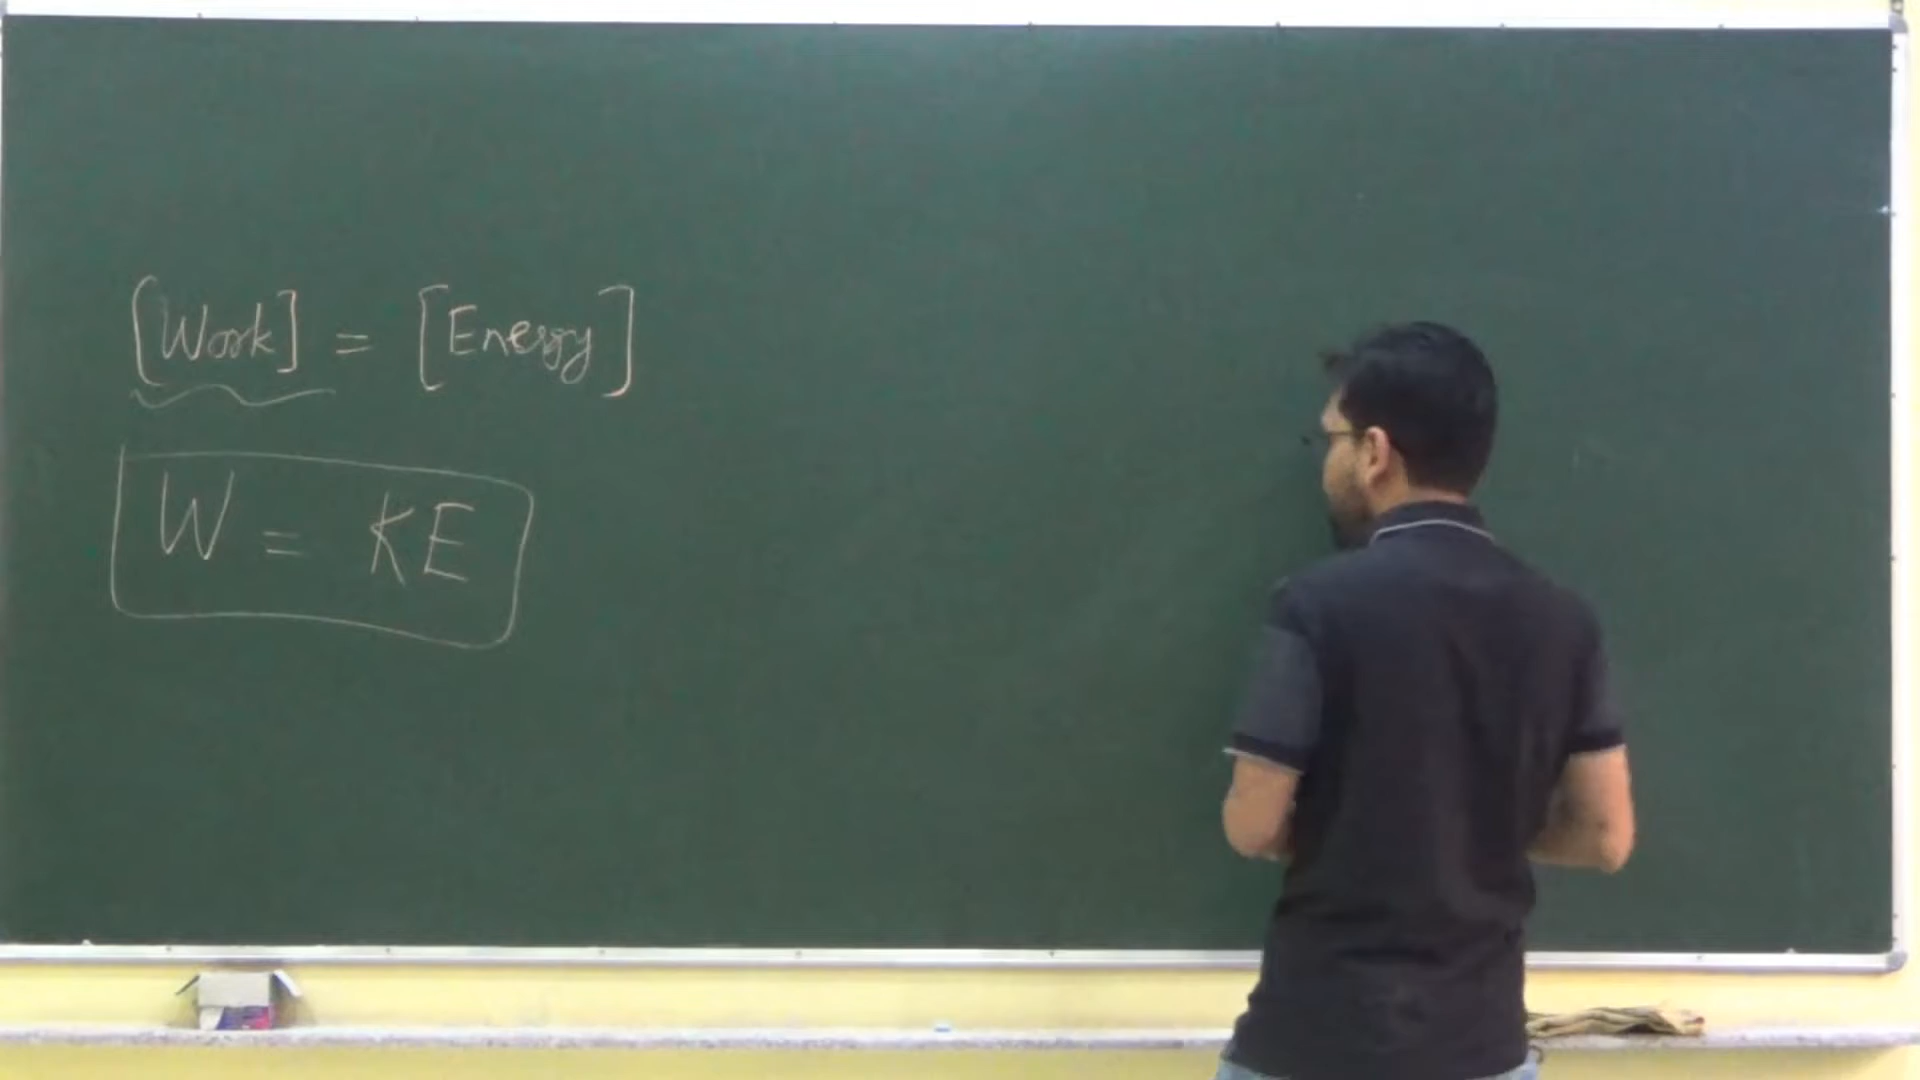 [Work] = [Energy]
W = KE